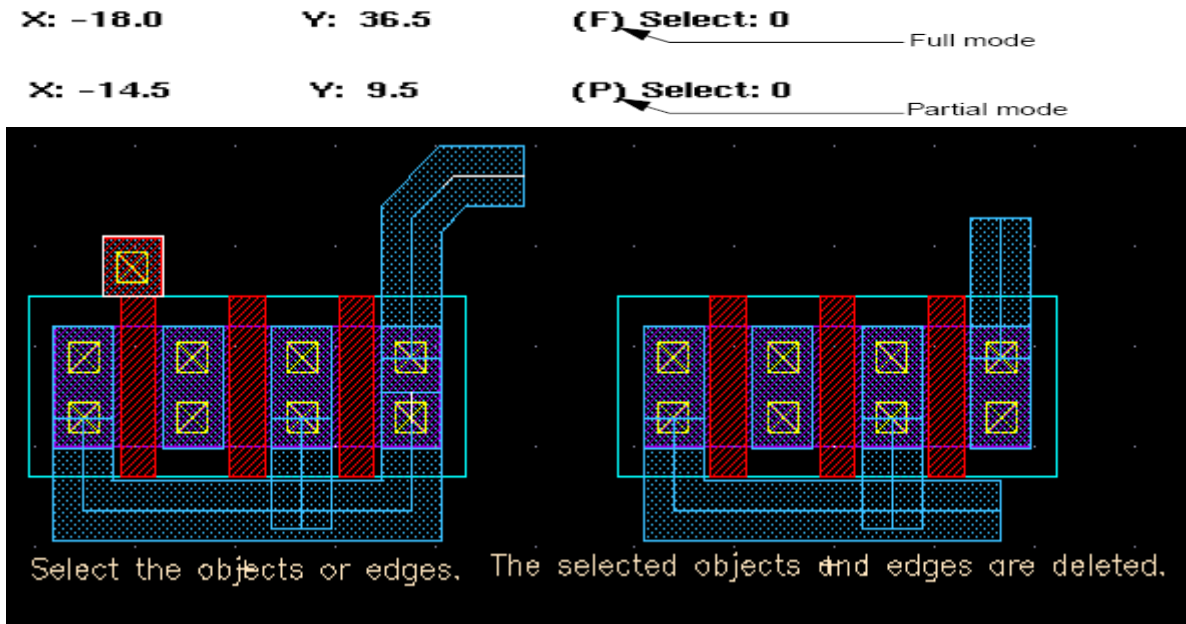 X: -18.0 Y: 36.5 (F) Select: 0
Full mode
X: -14.5 Y: 9.5 (P) Select: 0
Partial mode
Select the objects or edges.
The selected objects and edges are deleted.